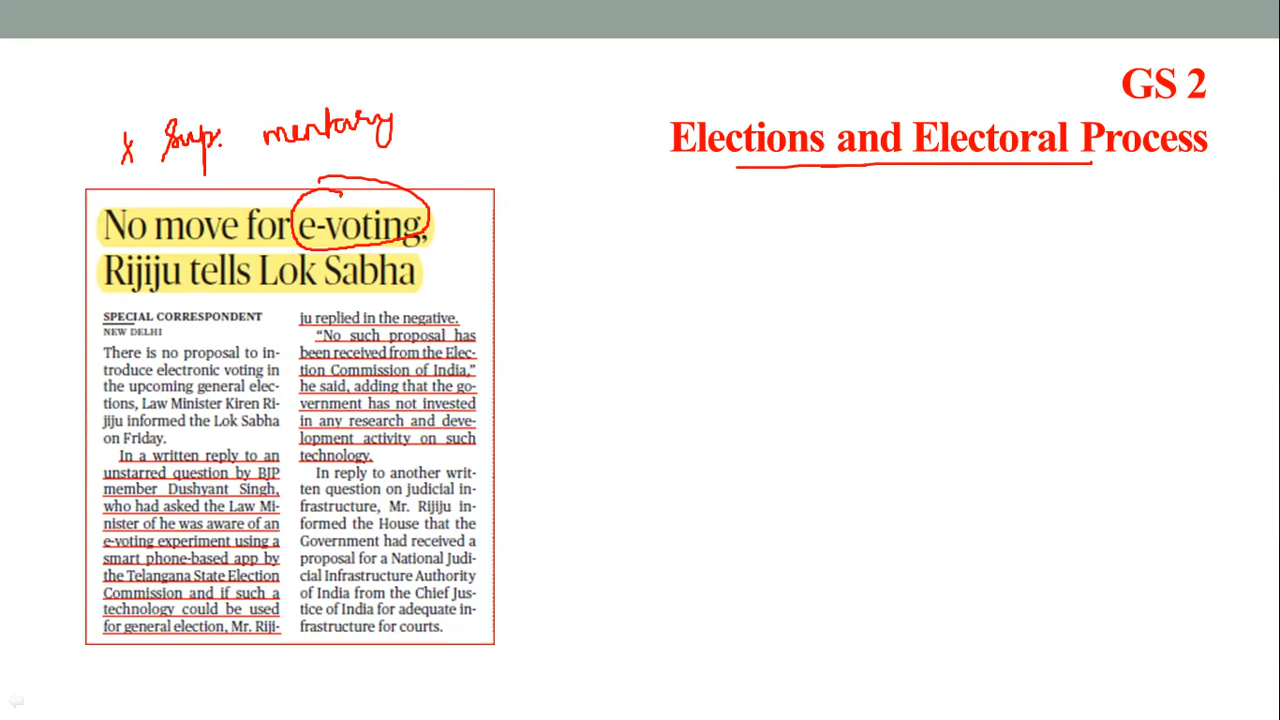 GS 2
Elections and Electoral Process
x Sup. mentary
No move for e-voting,
Rijiju tells Lok Sabha
SPECIAL CORRESPONDENT
NEW DELHI
There is no proposal to in-
troduce electronic voting in
the upcoming general elec-
tions, Law Minister Kiren Ri-
jiju informed the Lok Sabha
on Friday.
In a written reply to an
unstarred question by BJP
member Dushyant Singh,
who had asked the Law Mi-
nister of he was aware of an
e-voting experiment using a
smart phone-based app by
the Telangana State Election
Commission and if such a
technology could be used
for general election, Mr. Riji-
ju replied in the negative.
“No such proposal has
been received from the Elec-
tion Commission of India,”
he said, adding that the go-
vernment has not invested
in any research and deve-
lopment activity on such
technology.
In reply to another writ-
ten question on judicial in-
frastructure, Mr. Rijiju in-
formed the House that the
Government had received a
proposal for a National Judi-
cial Infrastructure Authority
of India from the Chief Jus-
tice of India for adequate in-
frastructure for courts.